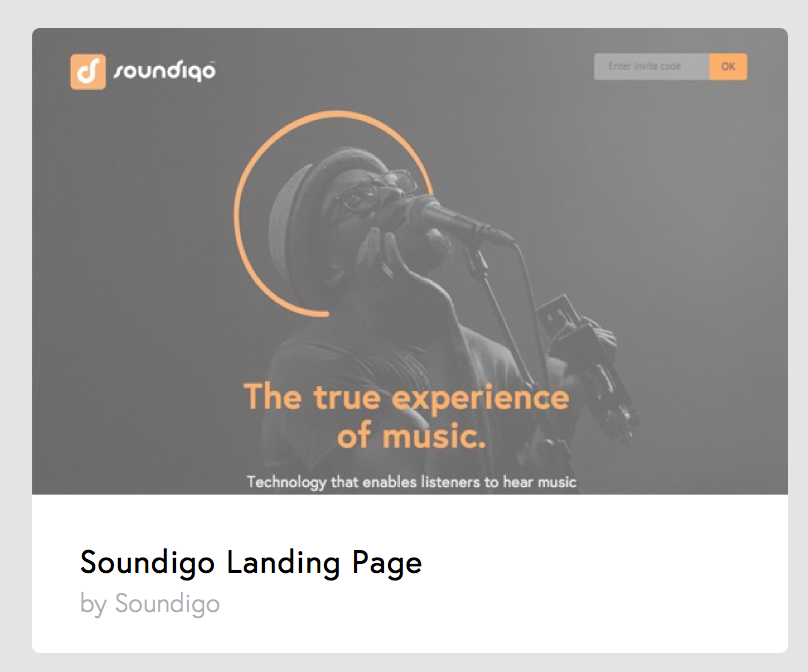 soundigo
Enter invite code
OK
The true experience
of music.
Technology that enables listeners to hear music
Soundigo Landing Page
by Soundigo